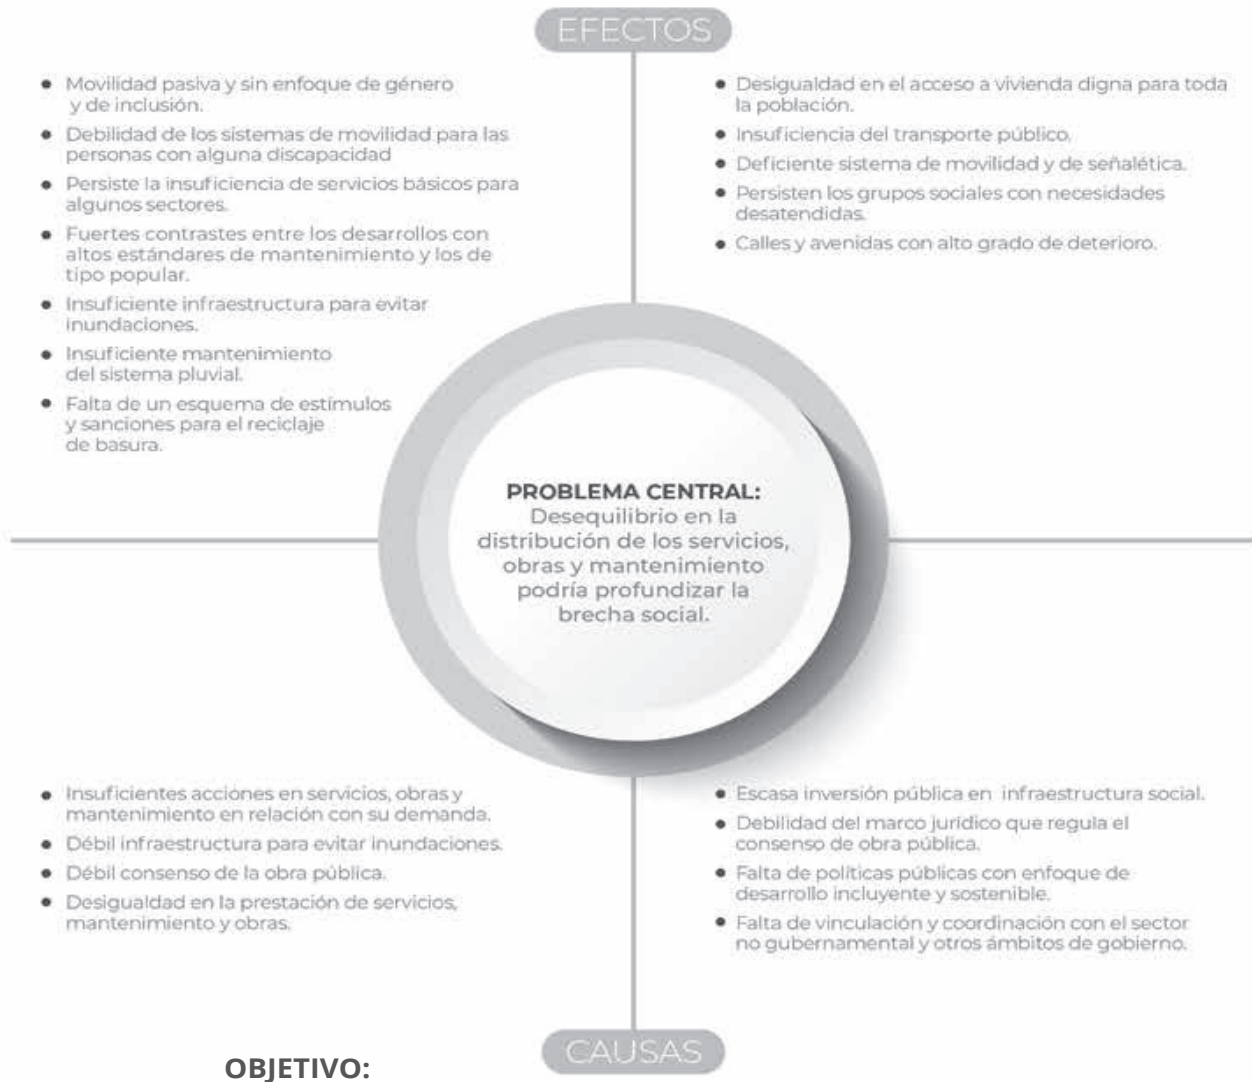 EFECTOS
• Movilidad pasiva y sin enfoque de género
y de inclusión.
• Debilidad de los sistemas de movilidad para las
personas con alguna discapacidad
• Persiste la insuficiencia de servicios básicos para
algunos sectores.
• Fuertes contrastes entre los desarrollos con
altos estándares de mantenimiento y los de
tipo popular.
• Insuficiente infraestructura para evitar
inundaciones.
• Insuficiente mantenimiento
del sistema pluvial.
• Falta de un esquema de estímulos
y sanciones para el reciclaje
de basura.
• Desigualdad en el acceso a vivienda digna para toda
la población.
• Insuficiencia del transporte público.
• Deficiente sistema de movilidad y de señalética.
• Persisten los grupos sociales con necesidades
desatendidas.
• Calles y avenidas con alto grado de deterioro.
PROBLEMA CENTRAL:
Desequilibrio en la
distribución de los servicios,
obras y mantenimiento
podría profundizar la
brecha social.
• Insuficientes acciones en servicios, obras y
mantenimiento en relación con su demanda.
• Débil infraestructura para evitar inundaciones.
• Débil consenso de la obra pública.
• Desigualdad en la prestación de servicios,
mantenimiento y obras.
• Escasa inversión pública en infraestructura social.
• Debilidad del marco jurídico que regula el
consenso de obra pública.
• Falta de políticas públicas con enfoque de
desarrollo incluyente y sostenible.
• Falta de vinculación y coordinación con el sector
no gubernamental y otros ámbitos de gobierno.
CAUSAS
OBJETIVO: